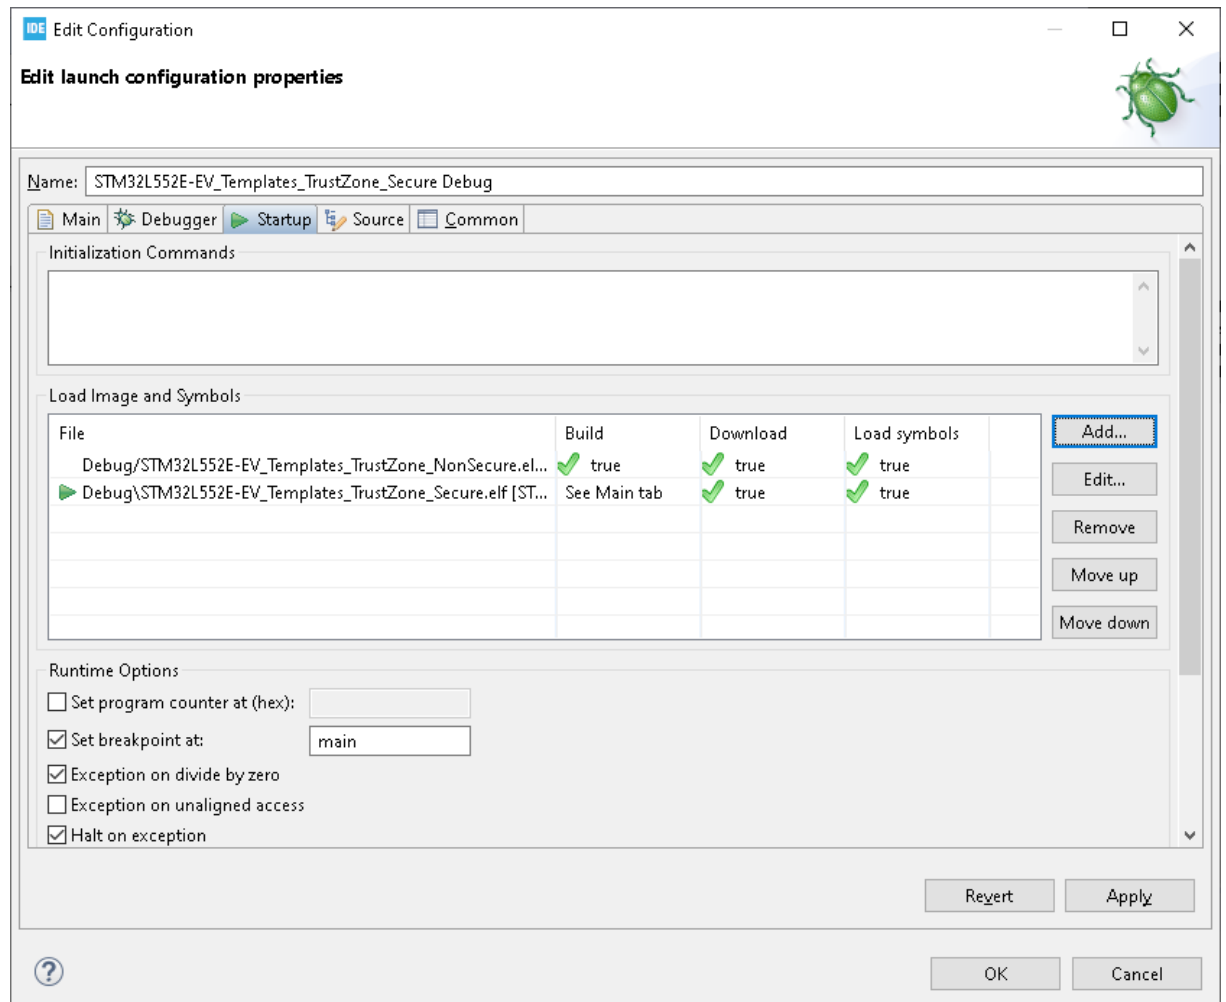 IDE Edit Configuration
Edit launch configuration properties
Name: STM32L552E-EV_Templates_TrustZone_Secure Debug
Main Debugger Startup Source Common
Initialization Commands
Load Image and Symbols
File Build Download Load symbols Add...
Debug/STM32L552E-EV_Templates_TrustZone_NonSecure.el... true true true
Edit...
Debug\STM32L552E-EV_Templates_TrustZone_Secure.elf [ST... See Main tab true true
Remove
Move up
Move down
Runtime Options
Set program counter at (hex):
Set breakpoint at: main
Exception on divide by zero
Exception on unaligned access
Halt on exception
Revert Apply
? OK Cancel